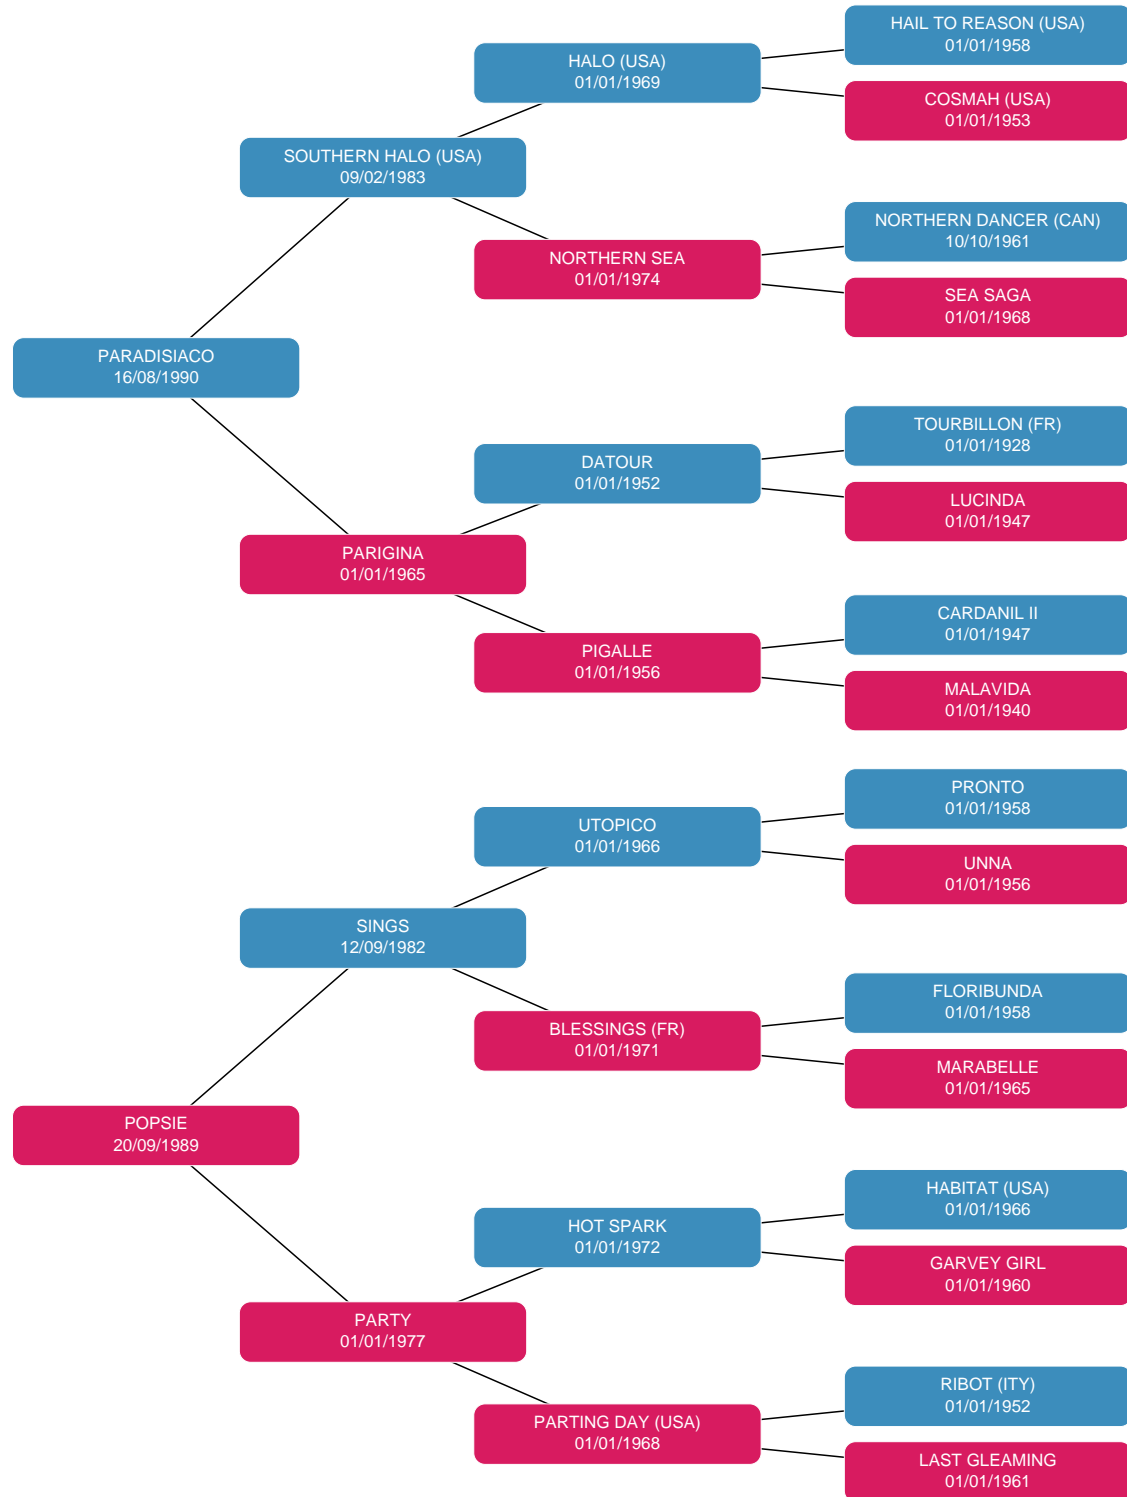 HAIL TO REASON (USA)
01/01/1958
HALO (USA)
01/01/1969
COSMAH (USA)
01/01/1953
SOUTHERN HALO (USA)
09/02/1983
NORTHERN DANCER (CAN)
10/10/1961
NORTHERN SEA
01/01/1974
SEA SAGA
01/01/1968
PARADISIACO
16/08/1990
TOURBILLON (FR)
01/01/1928
DATOUR
01/01/1952
LUCINDA
01/01/1947
PARIGINA
01/01/1965
CARDANIL II
01/01/1947
PIGALLE
01/01/1956
MALAVIDA
01/01/1940
PRONTO
01/01/1958
UTOPICO
01/01/1966
UNNA
01/01/1956
SINGS
12/09/1982
FLORIBUNDA
01/01/1958
BLESSINGS (FR)
01/01/1971
MARABELLE
01/01/1965
POPSIE
20/09/1989
HABITAT (USA)
01/01/1966
HOT SPARK
01/01/1972
GARVEY GIRL
01/01/1960
PARTY
01/01/1977
RIBOT (ITY)
01/01/1952
PARTING DAY (USA)
01/01/1968
LAST GLEAMING
01/01/1961